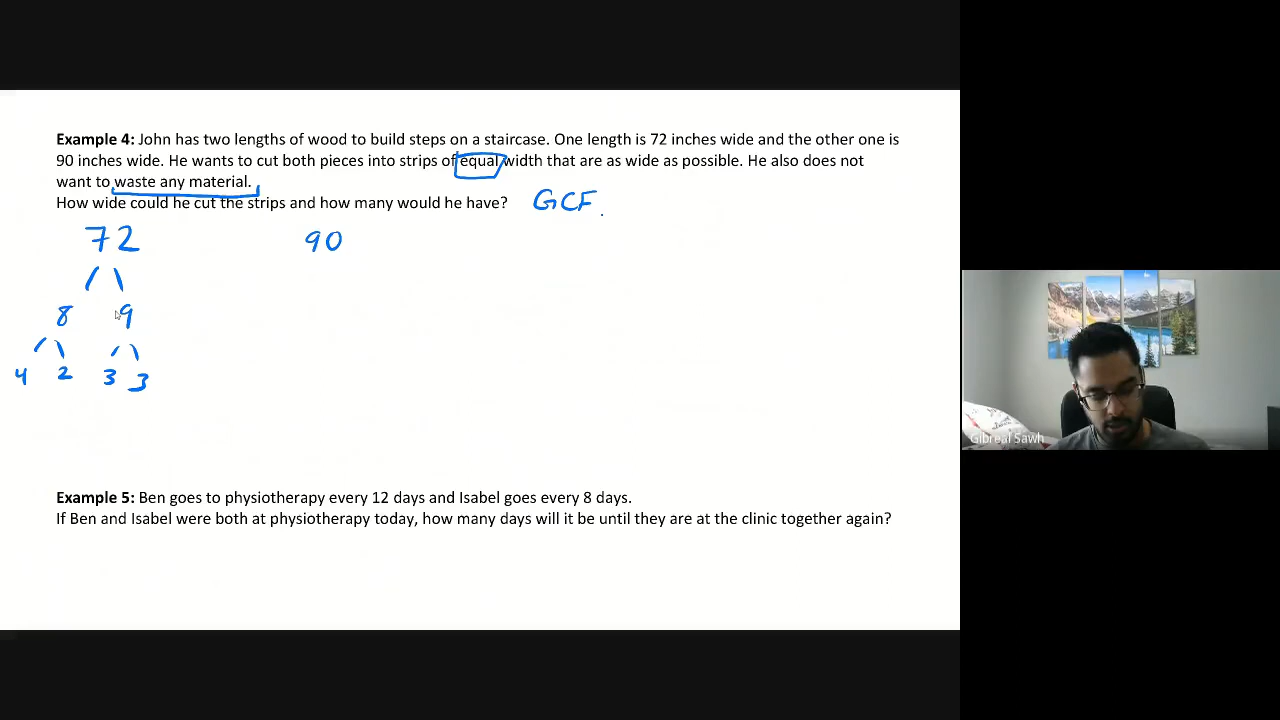 Example 4: John has two lengths of wood to build steps on a staircase. One length is 72 inches wide and the other one is
90 inches wide. He wants to cut both pieces into strips of equal width that are as wide as possible. He also does not
want to waste any material.
How wide could he cut the strips and how many would he have? GCF
72 90
8 9
4 2 3 3
Gibreal Sawh
Example 5: Ben goes to physiotherapy every 12 days and Isabel goes every 8 days.
If Ben and Isabel were both at physiotherapy today, how many days will it be until they are at the clinic together again?